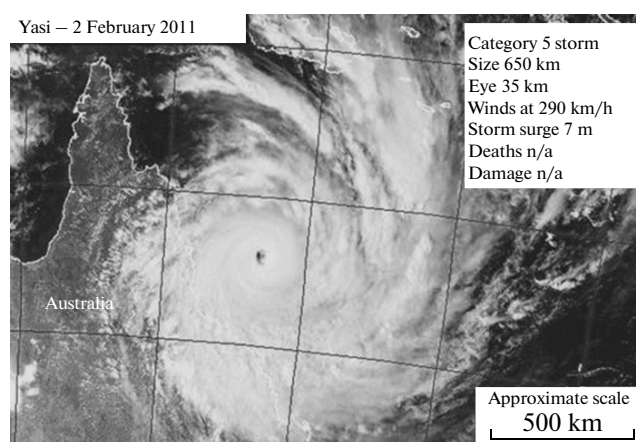 Yasi – 2 February 2011
Category 5 storm
Size 650 km
Eye 35 km
Winds at 290 km/h
Storm surge 7 m
Deaths n/a
Damage n/a
Australia
Approximate scale
500 km